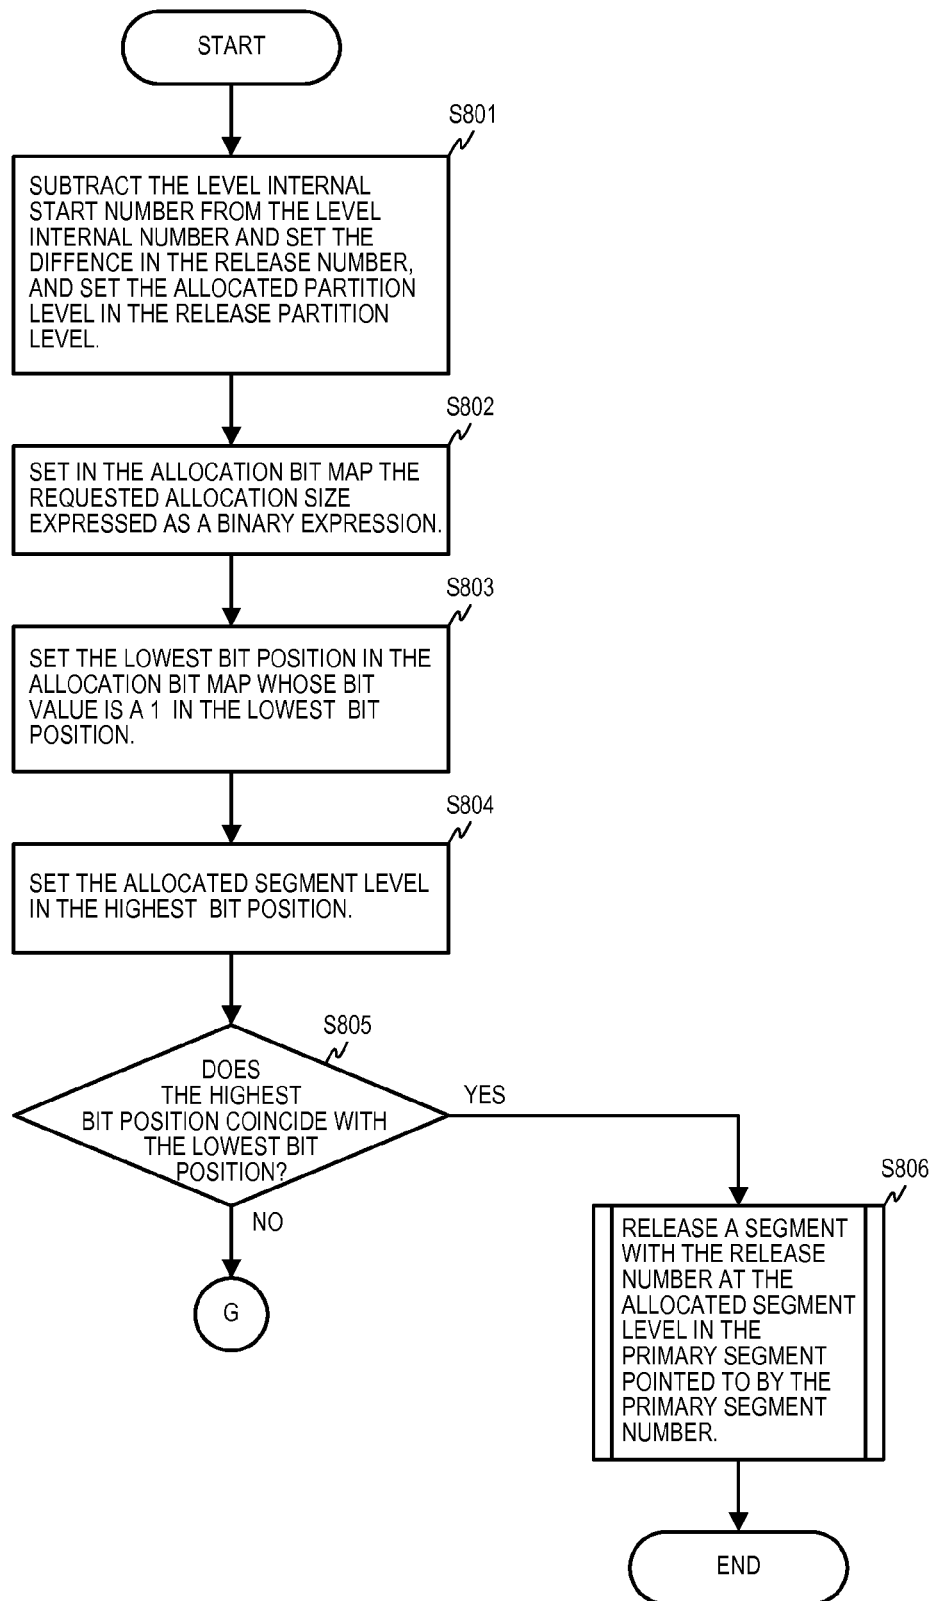 START
S801
SUBTRACT THE LEVEL INTERNAL
START NUMBER FROM THE LEVEL
INTERNAL NUMBER AND SET THE
DIFFENCE IN THE RELEASE NUMBER,
AND SET THE ALLOCATED PARTITION
LEVEL IN THE RELEASE PARTITION
LEVEL.
S802
SET IN THE ALLOCATION BIT MAP THE
REQUESTED ALLOCATION SIZE
EXPRESSED AS A BINARY EXPRESSION.
S803
SET THE LOWEST BIT POSITION IN THE
ALLOCATION BIT MAP WHOSE BIT
VALUE IS A 1 IN THE LOWEST BIT
POSITION.
S804
SET THE ALLOCATED SEGMENT LEVEL
IN THE HIGHEST BIT POSITION.
S805
DOES
THE HIGHEST
BIT POSITION COINCIDE WITH
THE LOWEST BIT
POSITION?
YES
NO
G
S806
RELEASE A SEGMENT
WITH THE RELEASE
NUMBER AT THE
ALLOCATED SEGMENT
LEVEL IN THE
PRIMARY SEGMENT
POINTED TO BY THE
PRIMARY SEGMENT
NUMBER.
END